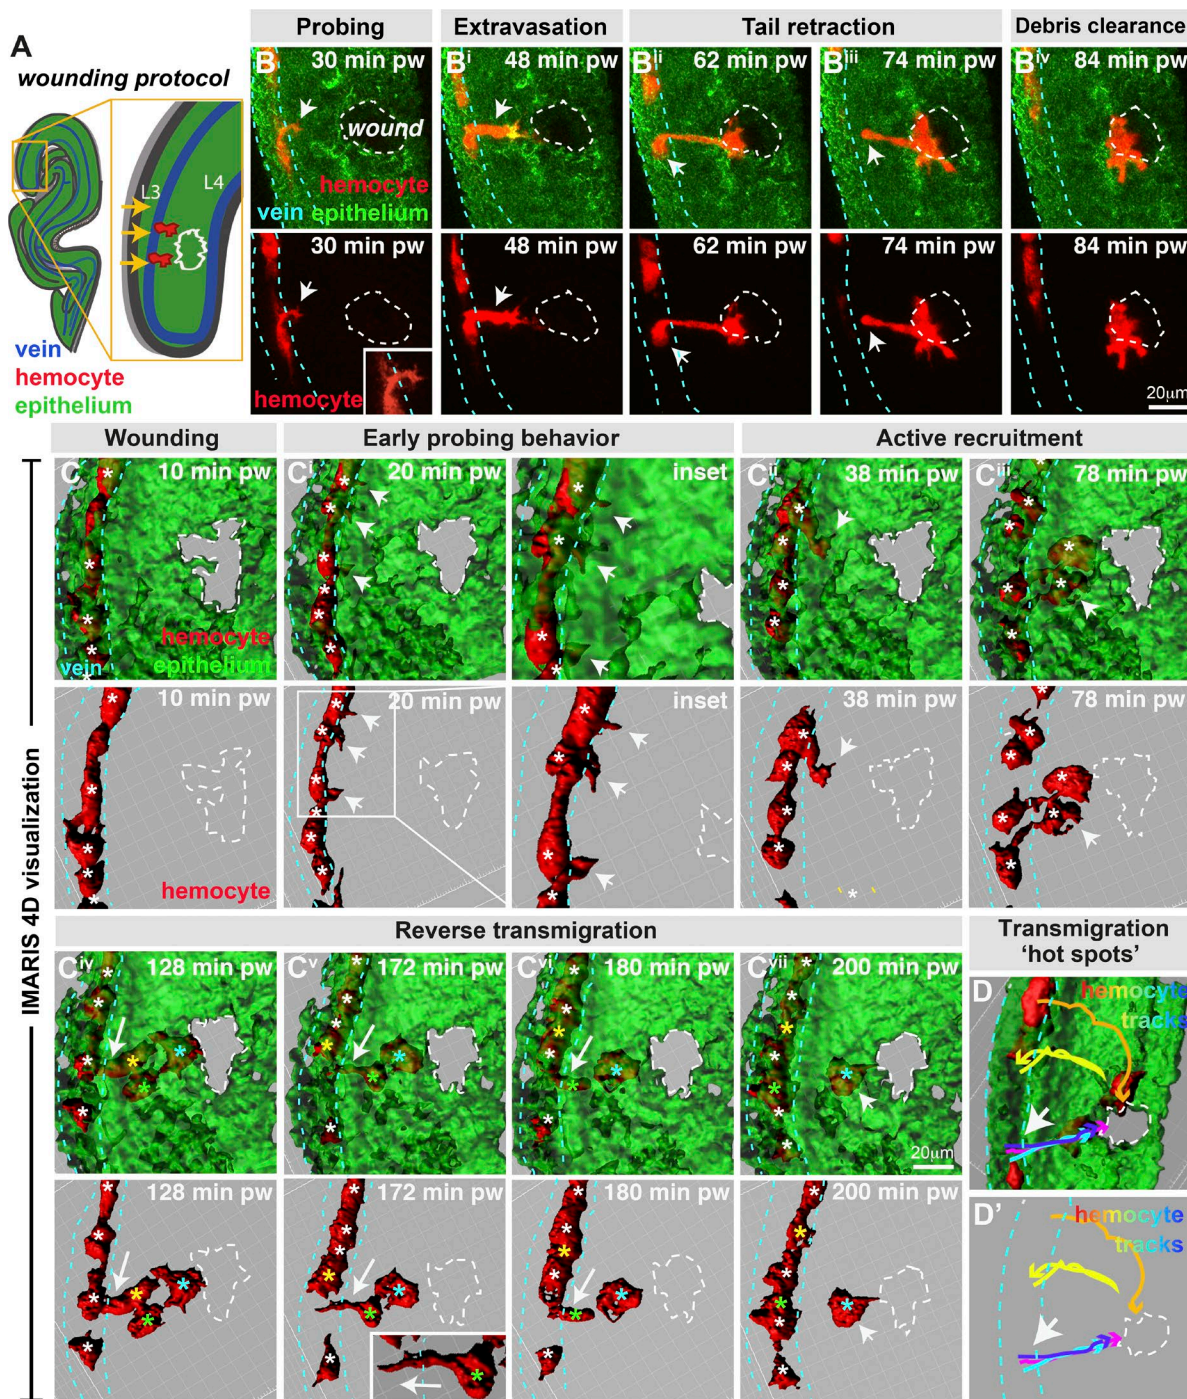 A
wounding protocol
L3
L4
vein
hemocyte
epithelium
Probing
Extravasation
Tail retraction
Debris clearance
B
30 min pw
wound
hemocyte
vein epithelium
Bi
48 min pw
Bii
62 min pw
Biii
74 min pw
Biv
84 min pw
30 min pw
hemocyte
48 min pw
62 min pw
74 min pw
84 min pw
20μm
IMARIS 4D visualization
Wounding
Early probing behavior
Active recruitment
C
10 min pw
hemocyte
vein epithelium
Ci
20 min pw
inset
Cii
38 min pw
Ciii
78 min pw
10 min pw
hemocyte
20 min pw
inset
38 min pw
78 min pw
Reverse transmigration
Transmigration
'hot spots'
Civ
128 min pw
Cv
172 min pw
Cvi
180 min pw
Cvii
200 min pw
20μm
D
hemocyte
tracks
128 min pw
172 min pw
180 min pw
200 min pw
D'
hemocyte
tracks